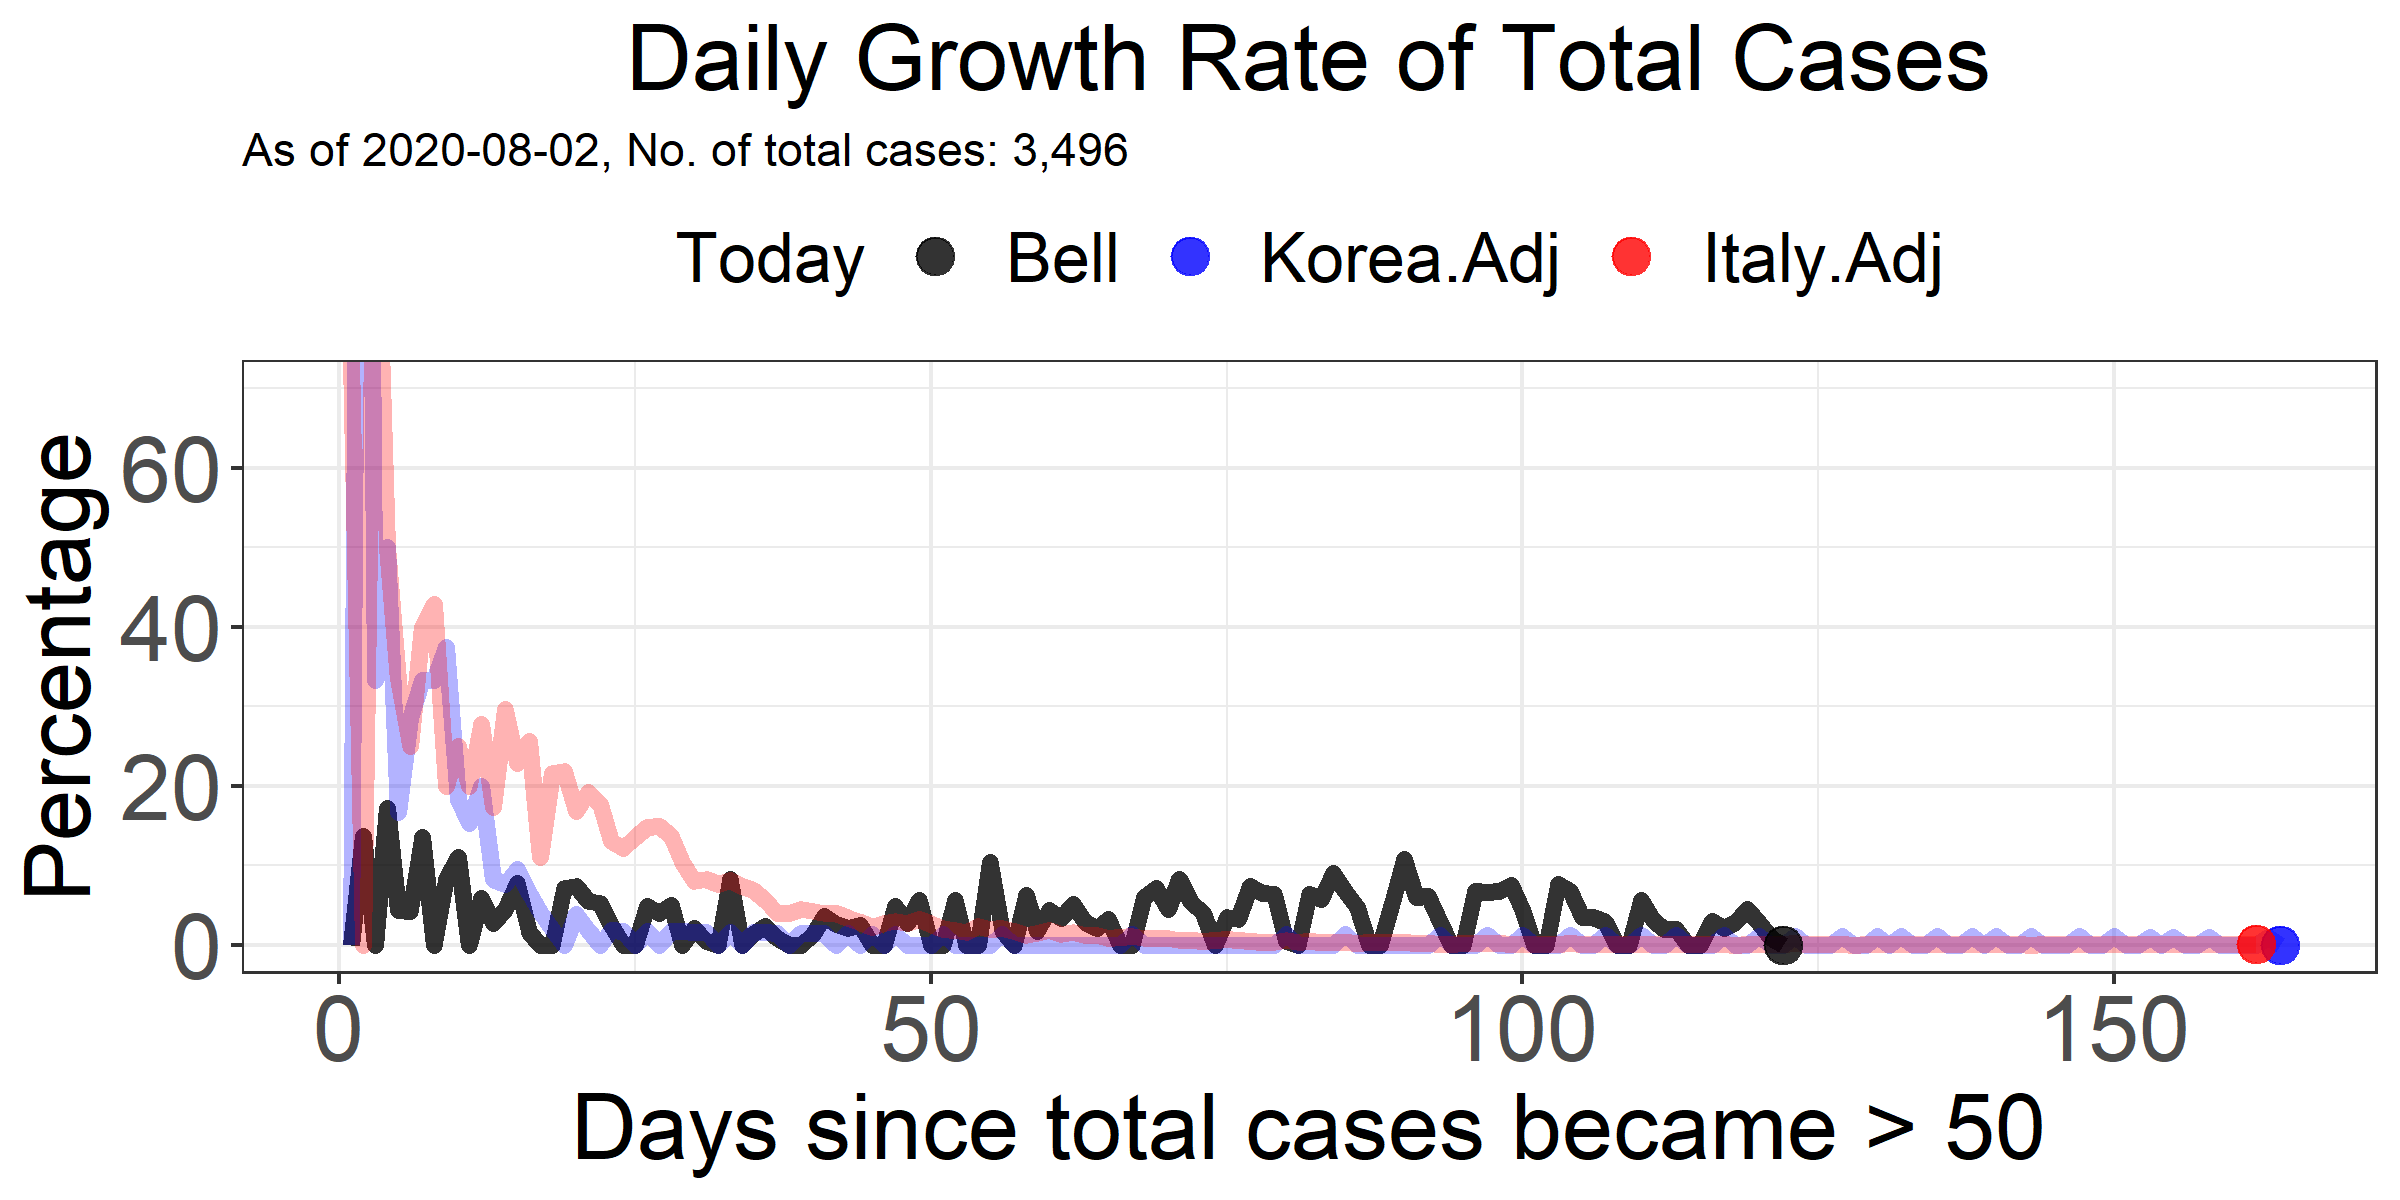 Daily Growth Rate of Total Cases
As of 2020-08-02, No. of total cases: 3,496
Today Bell Korea.Adj Italy.Adj
Percentage
60
40
20
0
0 50 100 150
Days since total cases became > 50